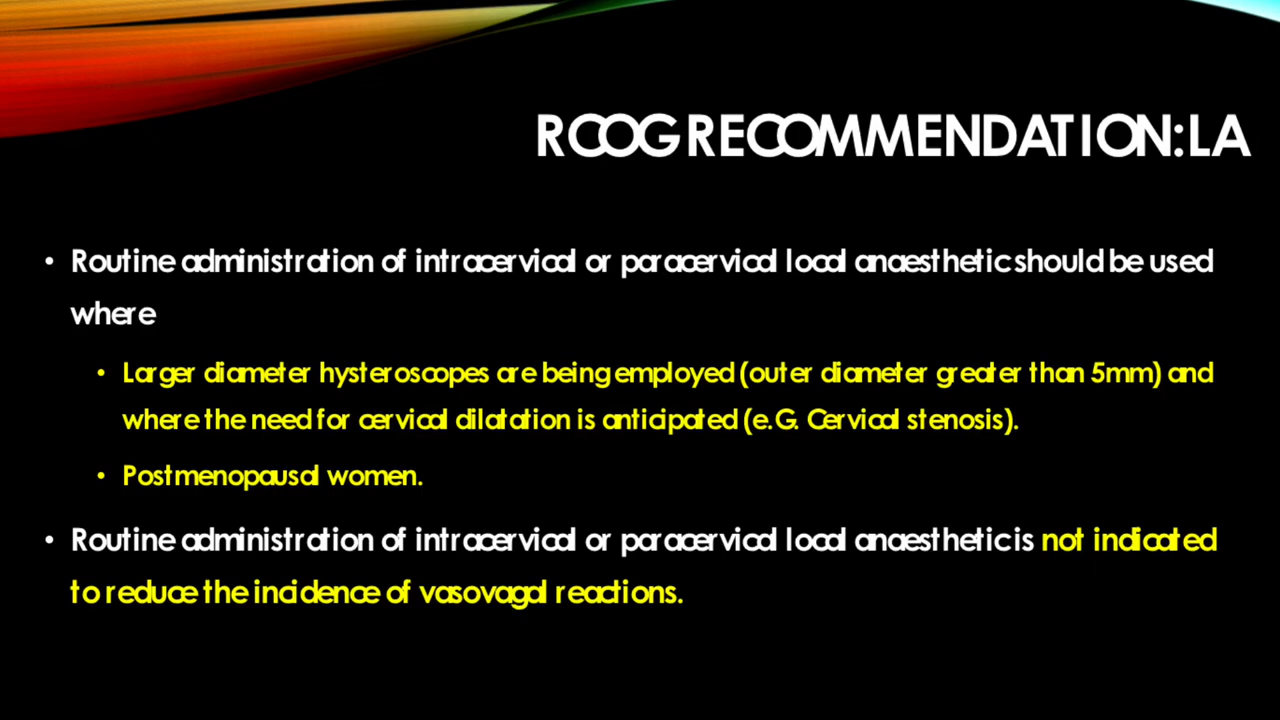 RCOG RECOMMENDATION: LA
• Routine administration of intracervical or paracervical local anaesthetic should be used
where
• Larger diameter hysteroscopes are being employed (outer diameter greater than 5mm) and
where the need for cervical dilatation is anticipated (e.G. Cervical stenosis).
• Postmenopausal women.
• Routine administration of intracervical or paracervical local anaesthetic is not indicated
to reduce the incidence of vasovagal reactions.